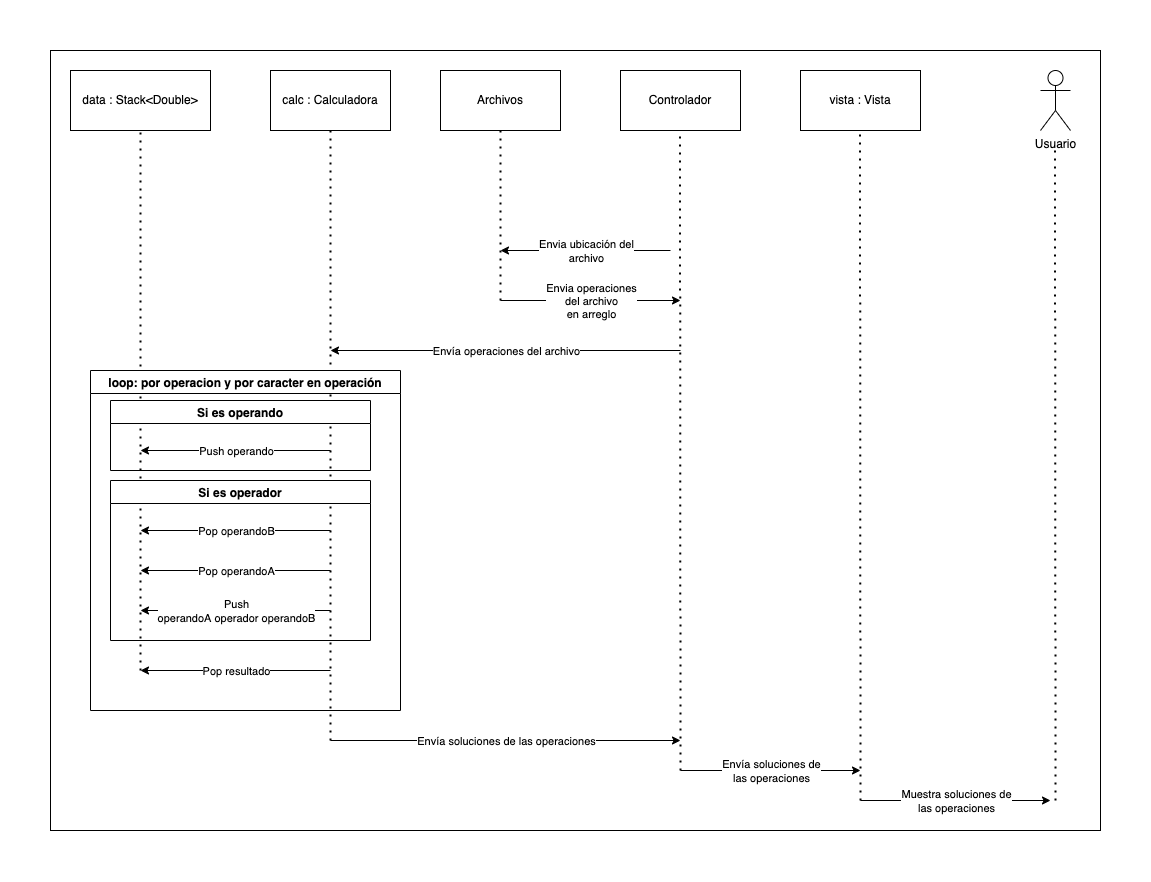 data : Stack<Double>
calc : Calculadora
Archivos
Controlador
vista : Vista
Usuario
Envia ubicación del
archivo
Envia operaciones
del archivo
en arreglo
Envía operaciones del archivo
loop: por operacion y por caracter en operación
Si es operando
Push operando
Si es operador
Pop operandoB
Pop operandoA
Push
operandoA operador operandoB
Pop resultado
Envía soluciones de las operaciones
Envía soluciones de
las operaciones
Muestra soluciones de
las operaciones